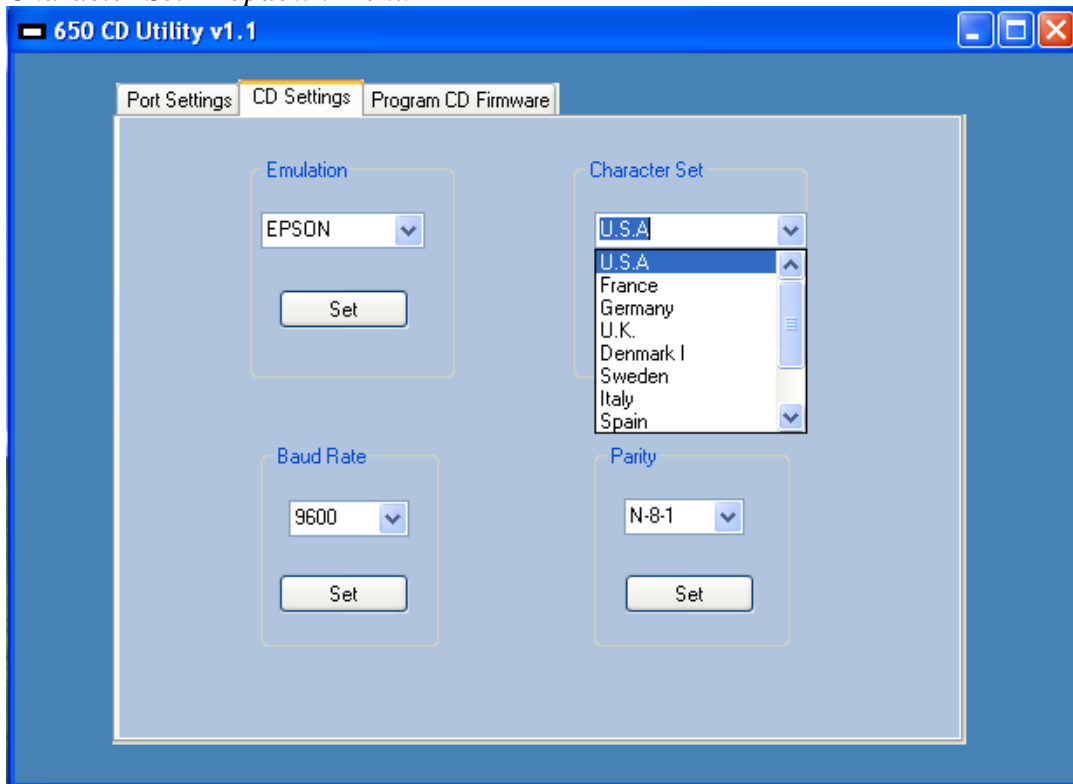 650 CD Utility v1.1
Port Settings CD Settings Program CD Firmware
Emulation
EPSON
Set
Character Set
U.S.A
U.S.A
France
Germany
U.K.
Denmark I
Sweden
Italy
Spain
Baud Rate
9600
Set
Parity
N-8-1
Set